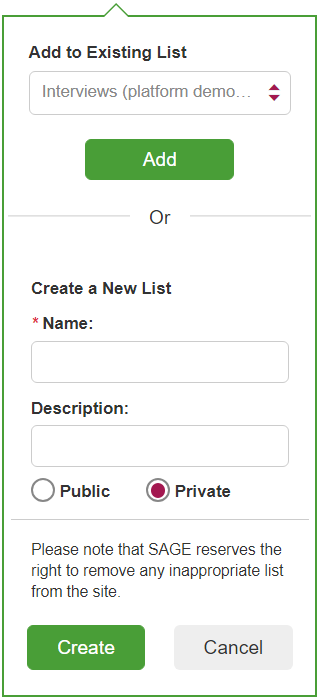 Add to Existing List
Interviews (platform demo...
Add
Or
Create a New List
* Name:
Description:
Public
Private
Please note that SAGE reserves the
right to remove any inappropriate list
from the site.
Create
Cancel